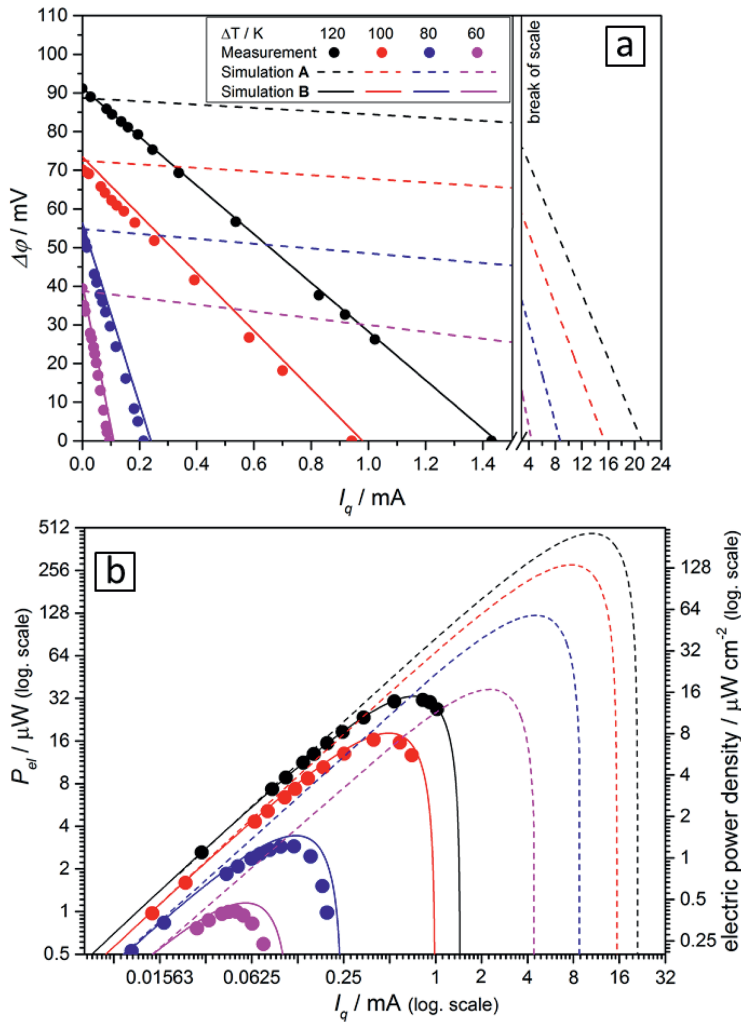 a
ΔT / K 120 100 80 60
Measurement
Simulation A
Simulation B
break of scale
110
100
90
80
70
60
50
40
30
20
10
0
Δφ / mV
0.0 0.2 0.4 0.6 0.8 1.0 1.2 1.4 4 8 12 16 20 24
I_q / mA
b
512
256
128
64
32
16
8
4
2
1
0.5
P_el / μW (log. scale)
128
64
32
16
8
4
2
1
0.5
0.25
electric power density / μW cm⁻² (log. scale)
0.01563 0.0625 0.25 1 2 4 8 16 32
I_q / mA (log. scale)